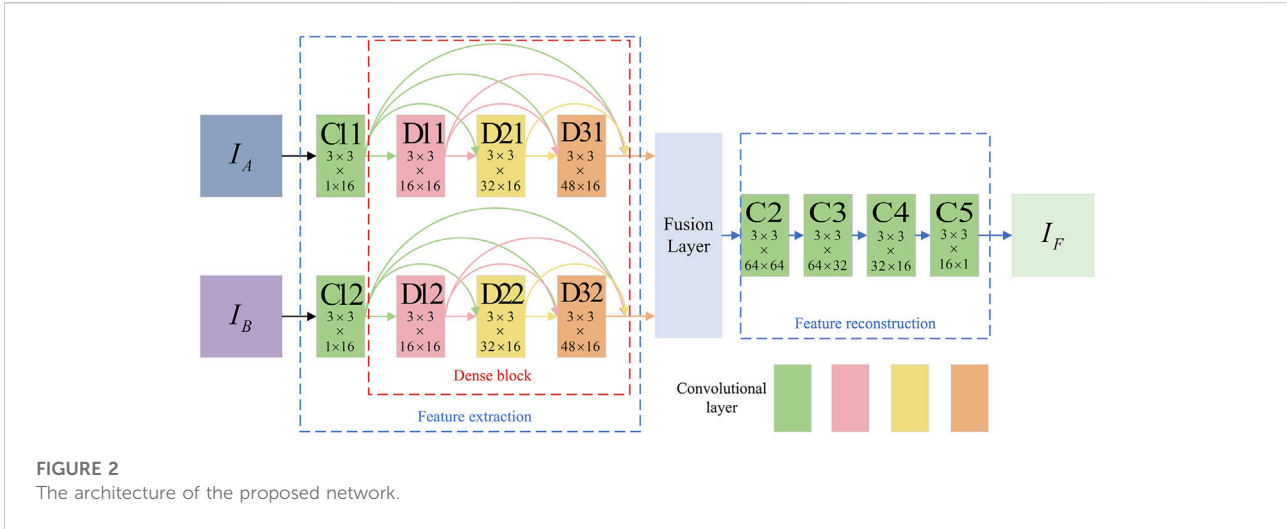 I_A
C11
3×3
×
1×16
D11
3×3
×
16×16
D21
3×3
×
32×16
D31
3×3
×
48×16
I_B
C12
3×3
×
1×16
D12
3×3
×
16×16
D22
3×3
×
32×16
D32
3×3
×
48×16
Dense block
Feature extraction
Fusion
Layer
C2
3×3
×
64×64
C3
3×3
×
64×32
C4
3×3
×
32×16
C5
3×3
×
16×1
Feature reconstruction
I_F
Convolutional
layer
FIGURE 2
The architecture of the proposed network.